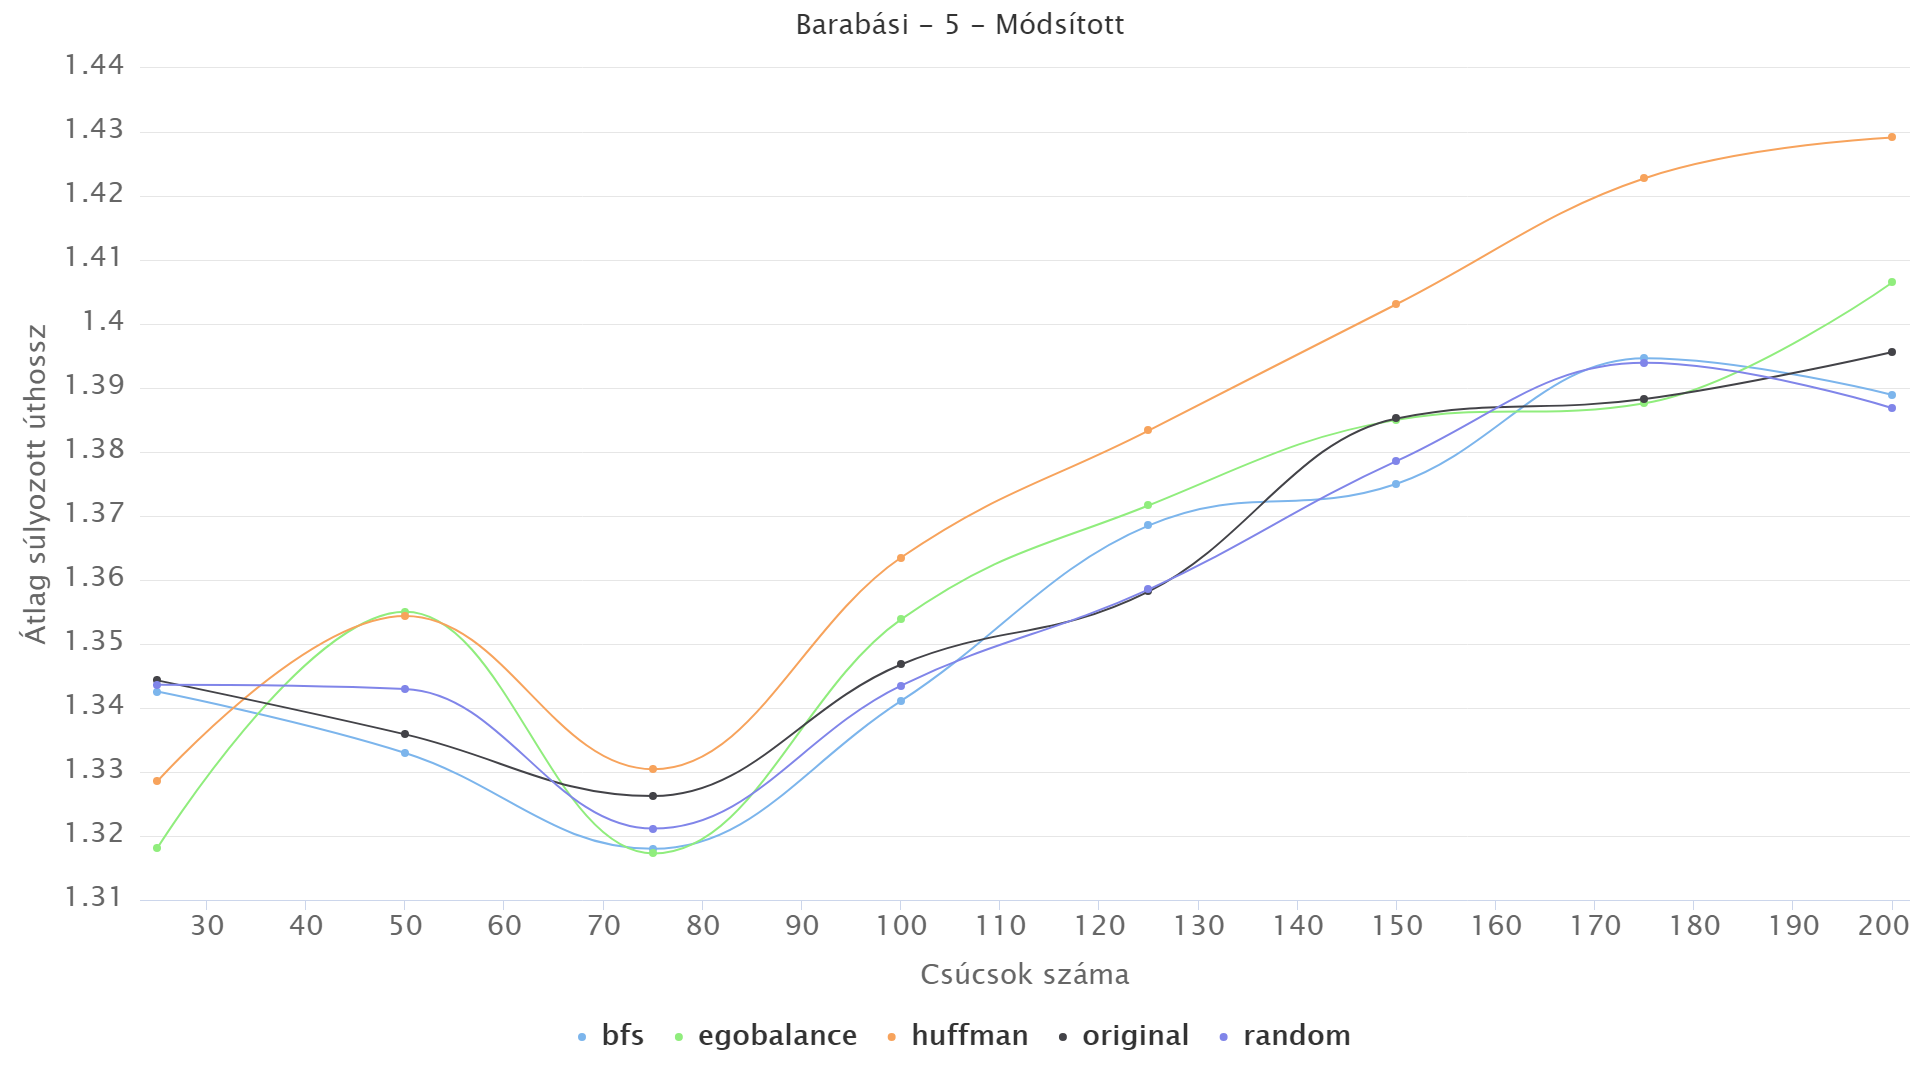 Barabási – 5 – Módsított
1.44
1.43
1.42
1.41
1.4
1.39
1.38
1.37
1.36
1.35
1.34
1.33
1.32
1.31
Átlag súlyozott úthossz
30 40 50 60 70 80 90 100 110 120 130 140 150 160 170 180 190 200
Csúcsok száma
bfs egobalance huffman original random